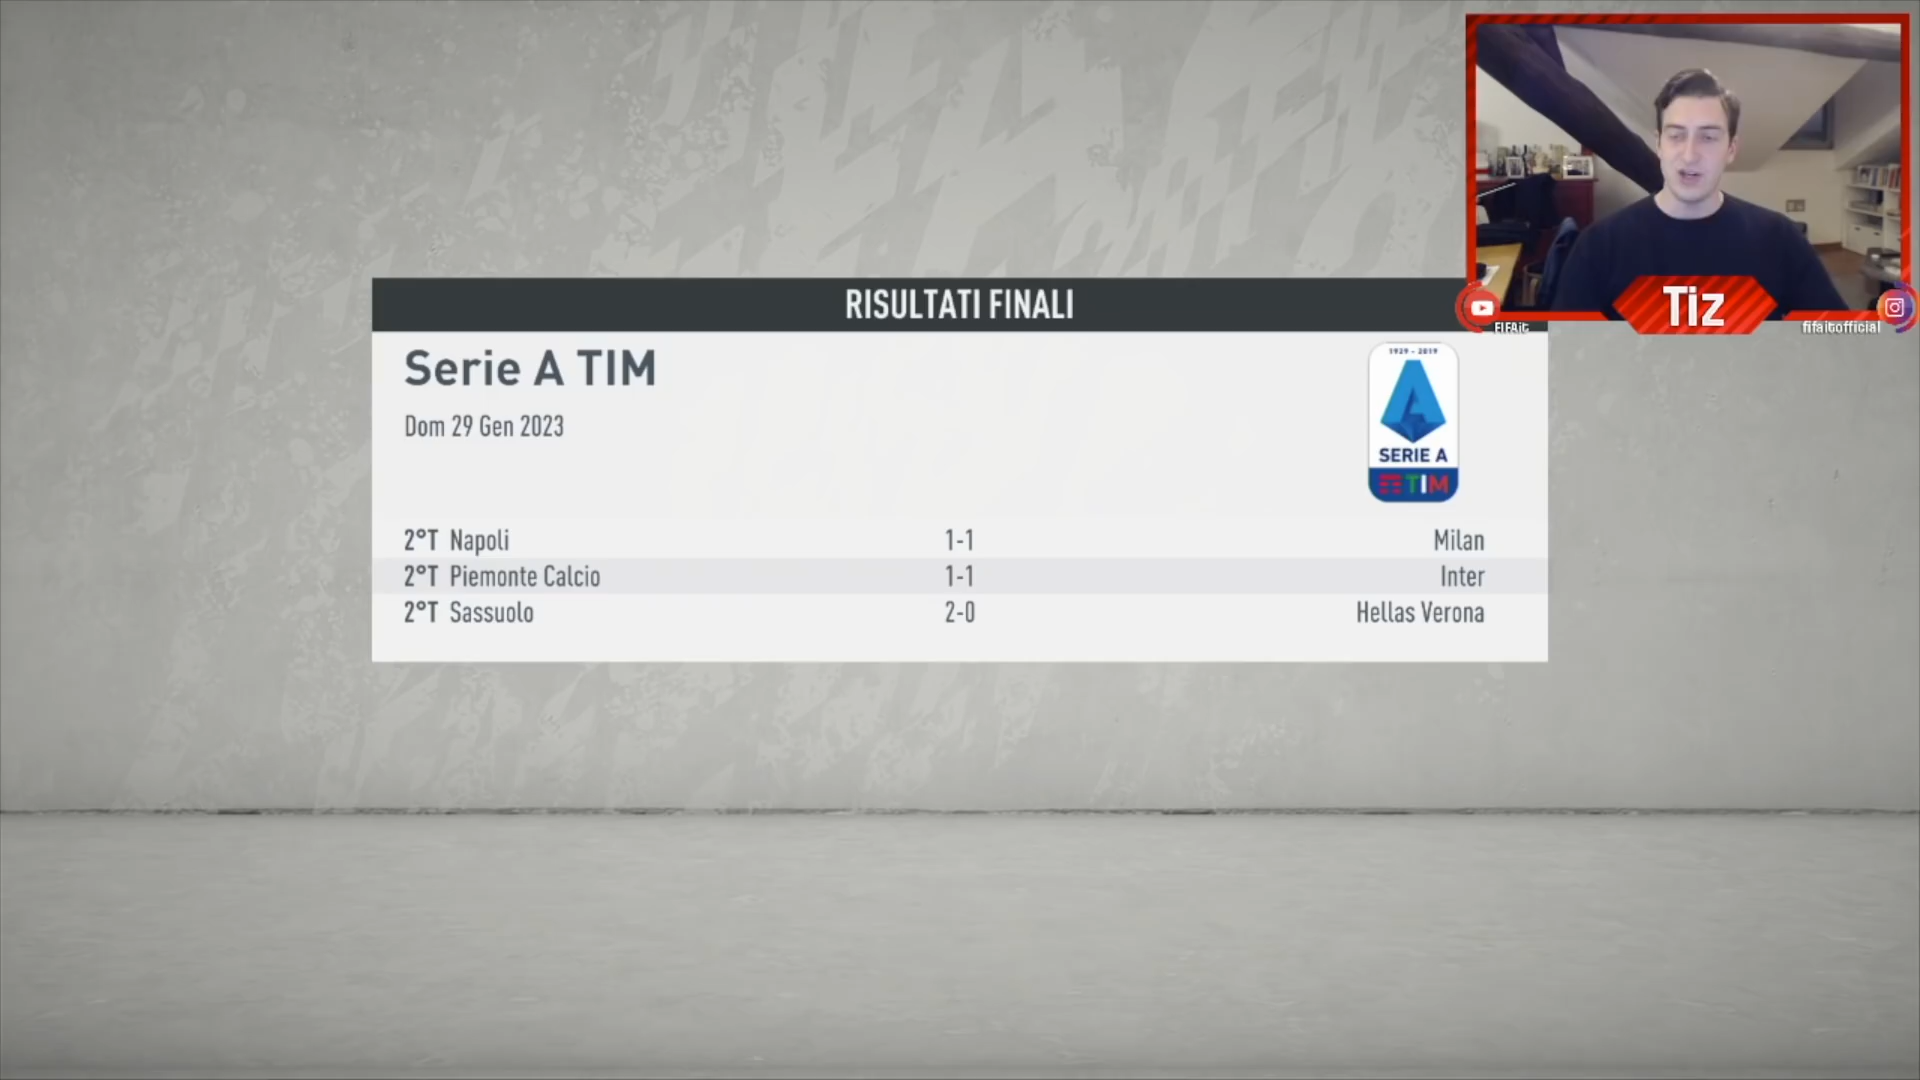 RISULTATI FINALI
Serie A TIM
Dom 29 Gen 2023
1929 - 2019
SERIE A
TIM
2°T Napoli 1-1 Milan
2°T Piemonte Calcio 1-1 Inter
2°T Sassuolo 2-0 Hellas Verona
Tiz
FIFAit
fifaitofficial